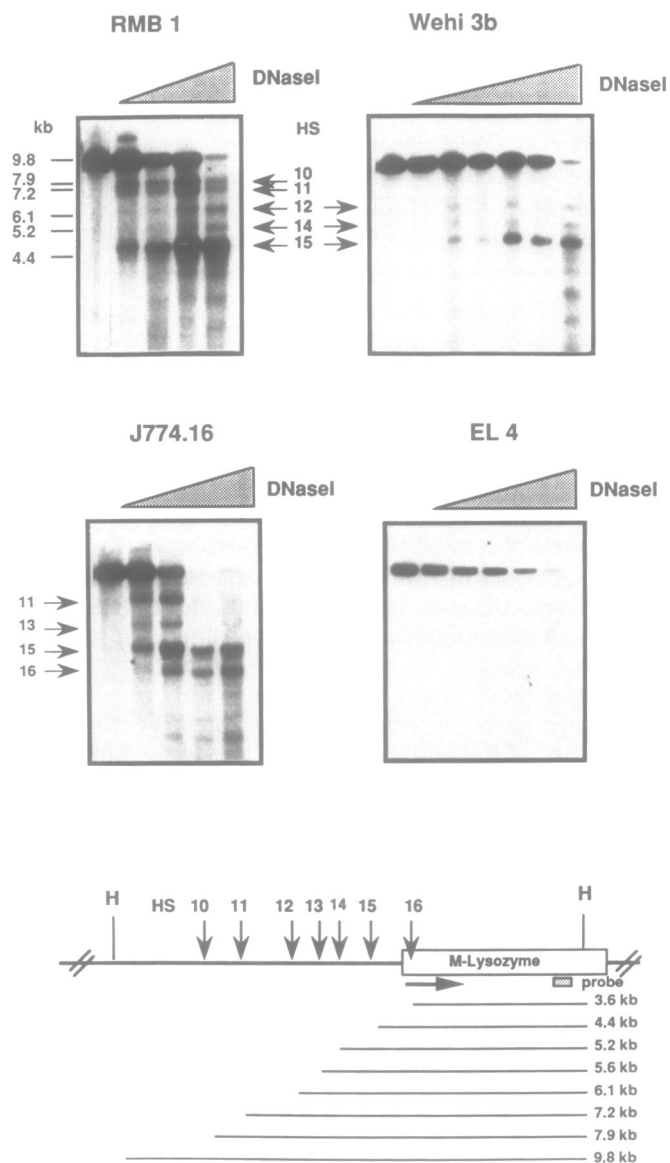 RMB 1
Wehi 3b
DNaseI
DNaseI
kb
HS
9.8
7.9
7.2
6.1
5.2
4.4
10
11
12
14
15
J774.16
EL 4
DNaseI
DNaseI
11
13
15
16
H
HS 10 11 12 13 14 15 16
H
M-Lysozyme
probe
3.6 kb
4.4 kb
5.2 kb
5.6 kb
6.1 kb
7.2 kb
7.9 kb
9.8 kb